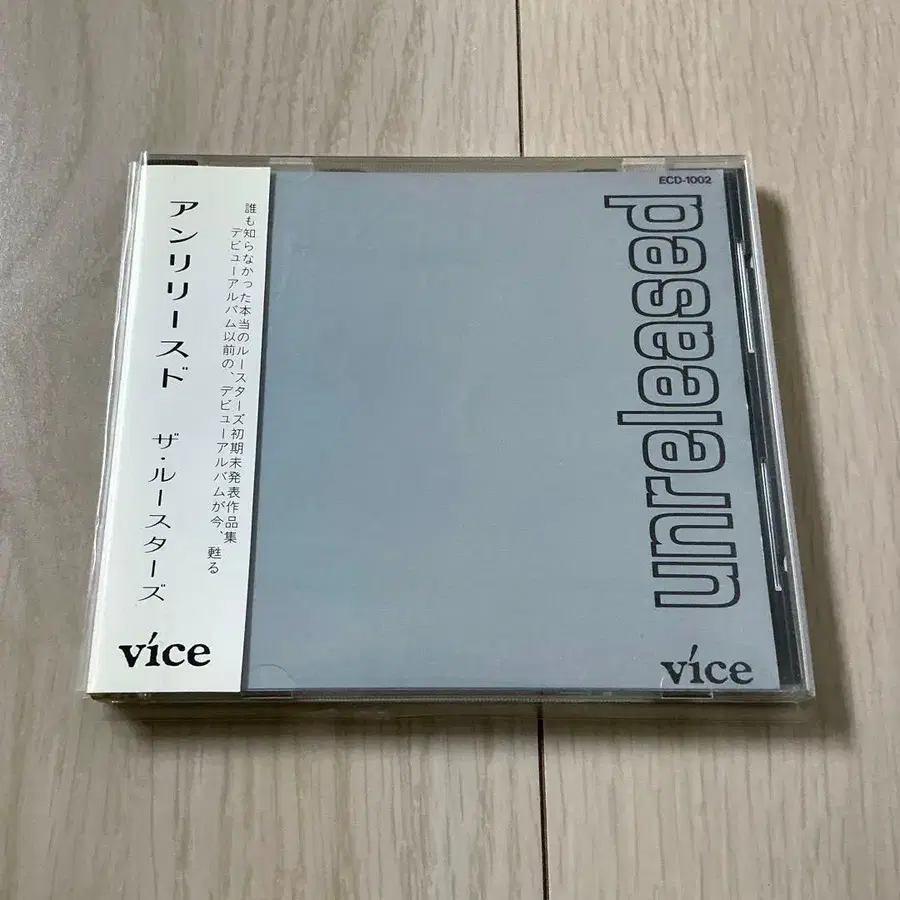 アンリリースド ザ・ルースターズ
誰も知らなかった本当のルースターズ初期未発表作品集
デビューアルバム以前の、デビューアルバムが今、甦る
více
ECD-1002
unreleased
více